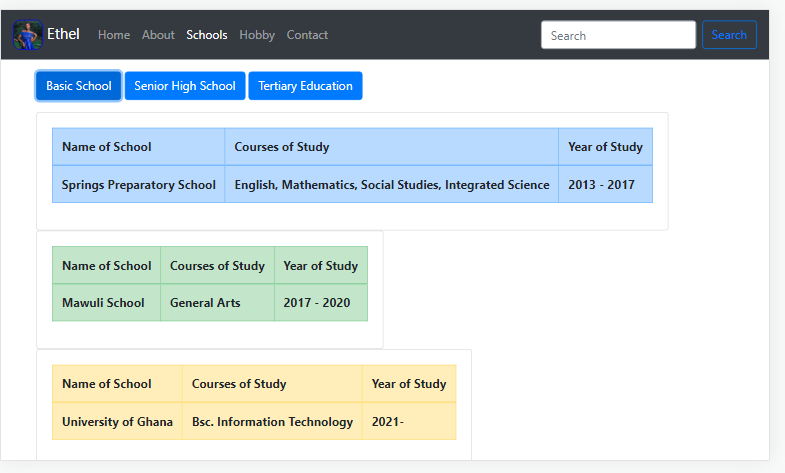 Ethel Home About Schools Hobby Contact Search Search
Basic School Senior High School Tertiary Education
Name of School Courses of Study Year of Study
Springs Preparatory School English, Mathematics, Social Studies, Integrated Science 2013 - 2017
Name of School Courses of Study Year of Study
Mawuli School General Arts 2017 - 2020
Name of School Courses of Study Year of Study
University of Ghana Bsc. Information Technology 2021-